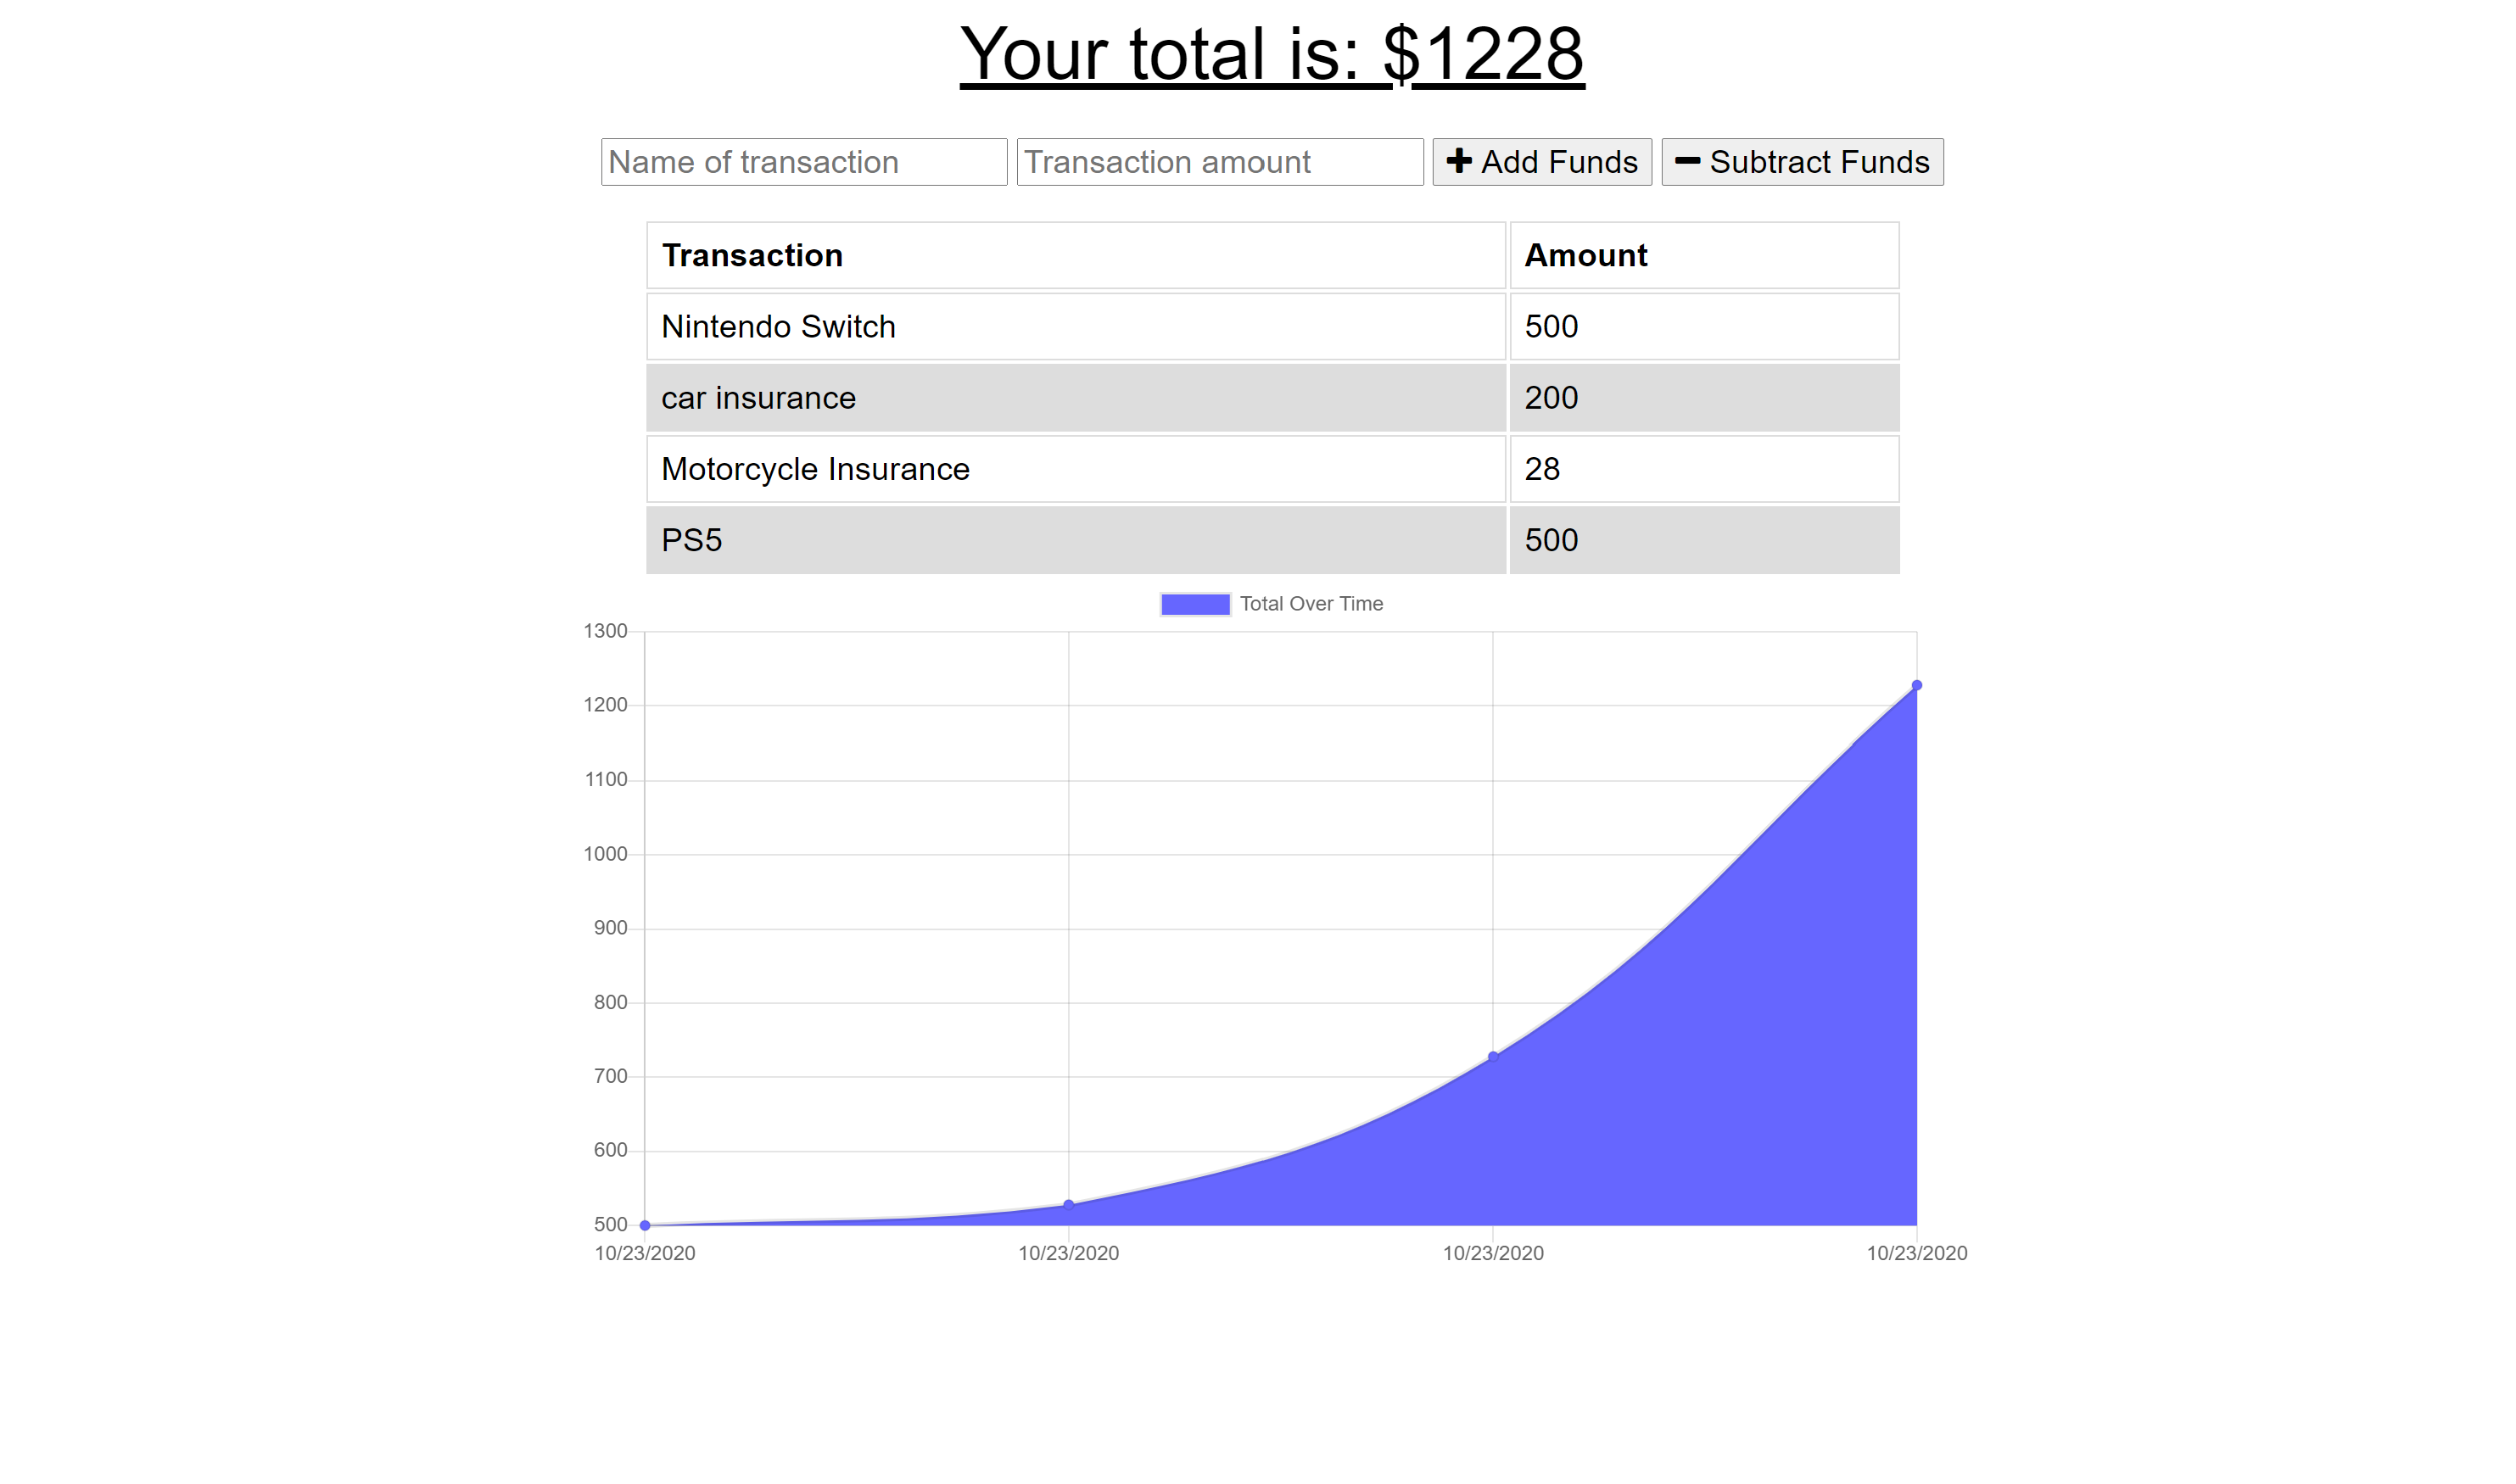 Your total is: $1228
Name of transaction Transaction amount Add Funds Subtract Funds
Transaction Amount
Nintendo Switch 500
car insurance 200
Motorcycle Insurance 28
PS5 500
Total Over Time
1300
1200
1100
1000
900
800
700
600
500
10/23/2020 10/23/2020 10/23/2020 10/23/2020